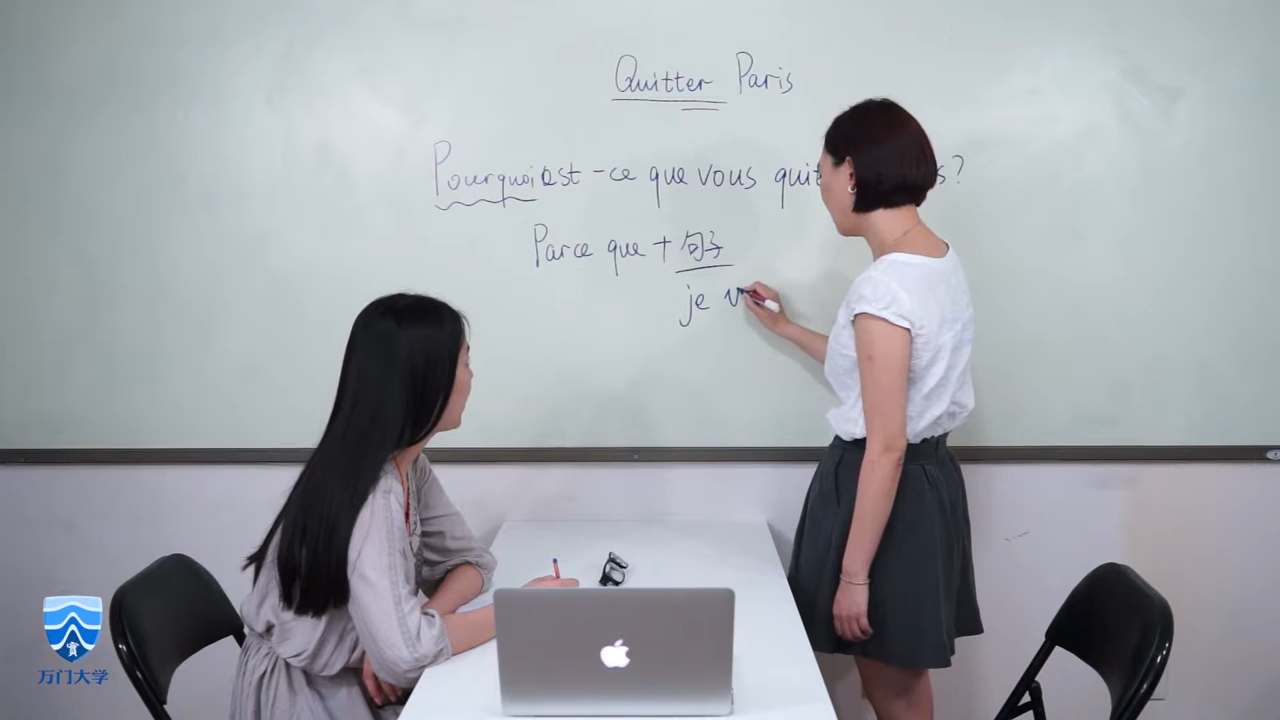 Quitter Paris
Pourquoi est-ce que vous quit s?
Parce que + 句子
je v
万门大学